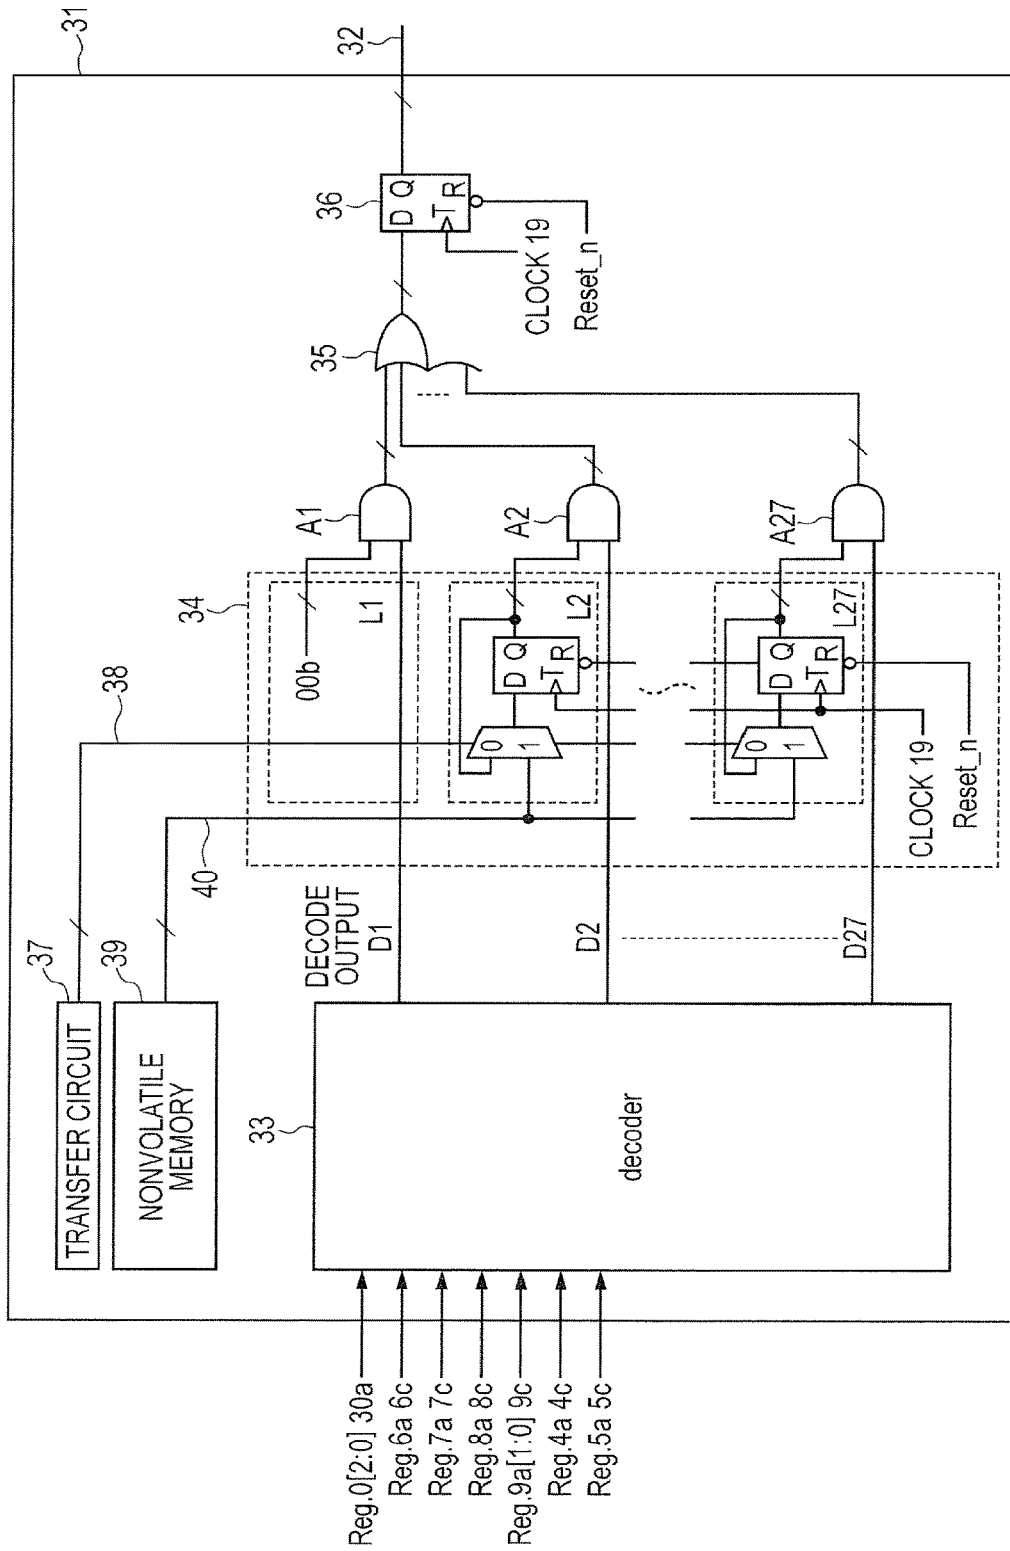 31
37
TRANSFER CIRCUIT
39
NONVOLATILE
MEMORY
38
40
34
33
decoder
Reg.0[2:0] 30a
Reg.6a 6c
Reg.7a 7c
Reg.8a 8c
Reg.9a[1:0] 9c
Reg.4a 4c
Reg.5a 5c
DECODE
OUTPUT
D1
D2
D27
00b
L1
0
1
D Q
T
R
L2
0
1
D Q
T
R
L27
CLOCK 19
Reset_n
A1
A2
A27
35
36
D Q
T
R
CLOCK 19
Reset_n
32